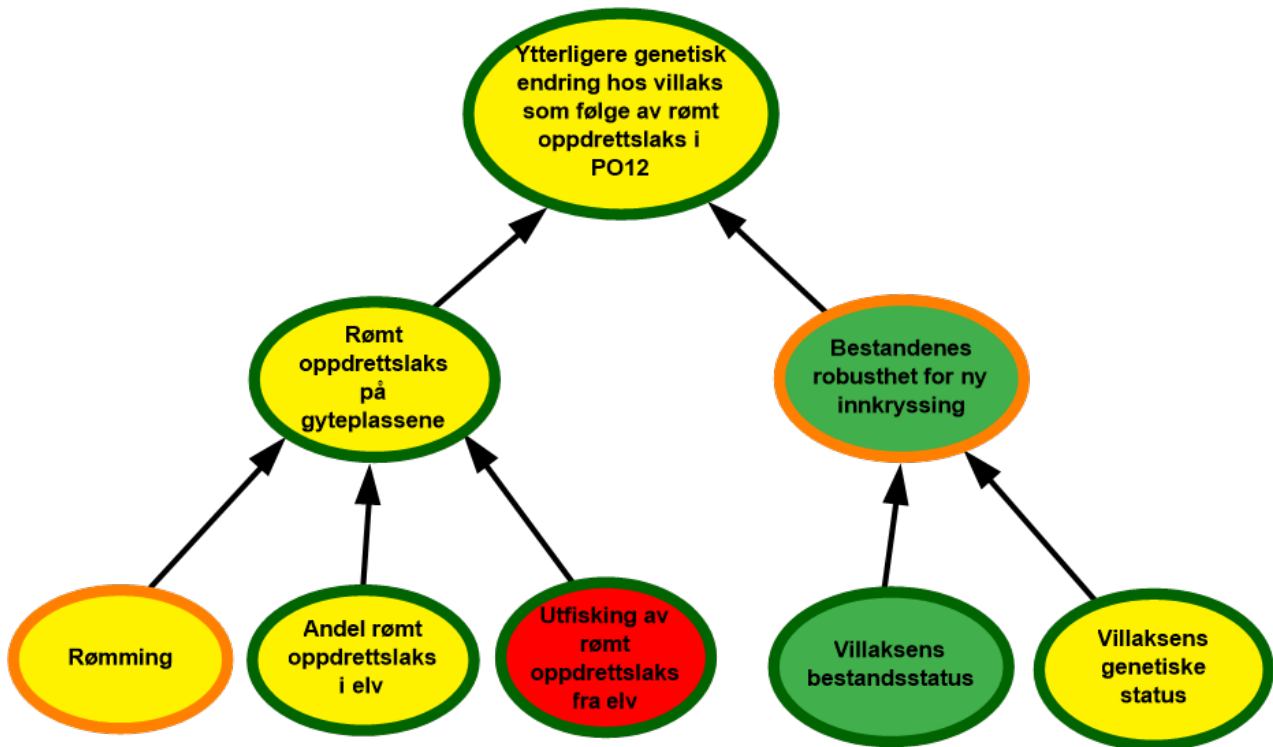 Ytterligere genetisk
endring hos villaks
som følge av rømt
oppdrettslaks i
PO12
Rømt
oppdrettslaks
på
gyteplassene
Bestandenes
robusthet for ny
innkryssing
Rømming
Andel rømt
oppdrettslaks
i elv
Utfisking av
rømt
oppdrettslaks
fra elv
Villaksens
bestandsstatus
Villaksens
genetiske
status